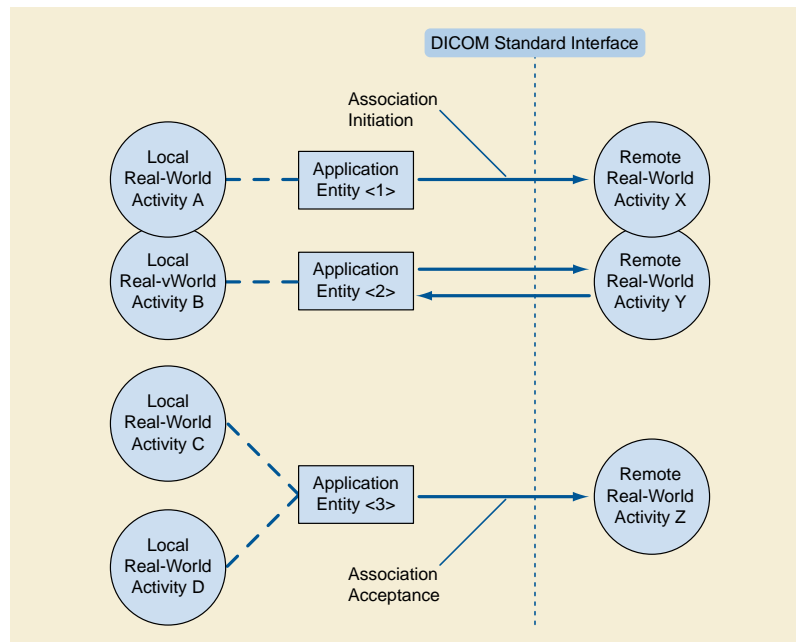 DICOM Standard Interface
Association
Initiation
Local
Real-World
Activity A
Application
Entity <1>
Remote
Real-World
Activity X
Local
Real-vWorld
Activity B
Application
Entity <2>
Remote
Real-World
Activity Y
Local
Real-World
Activity C
Application
Entity <3>
Remote
Real-World
Activity Z
Local
Real-World
Activity D
Association
Acceptance